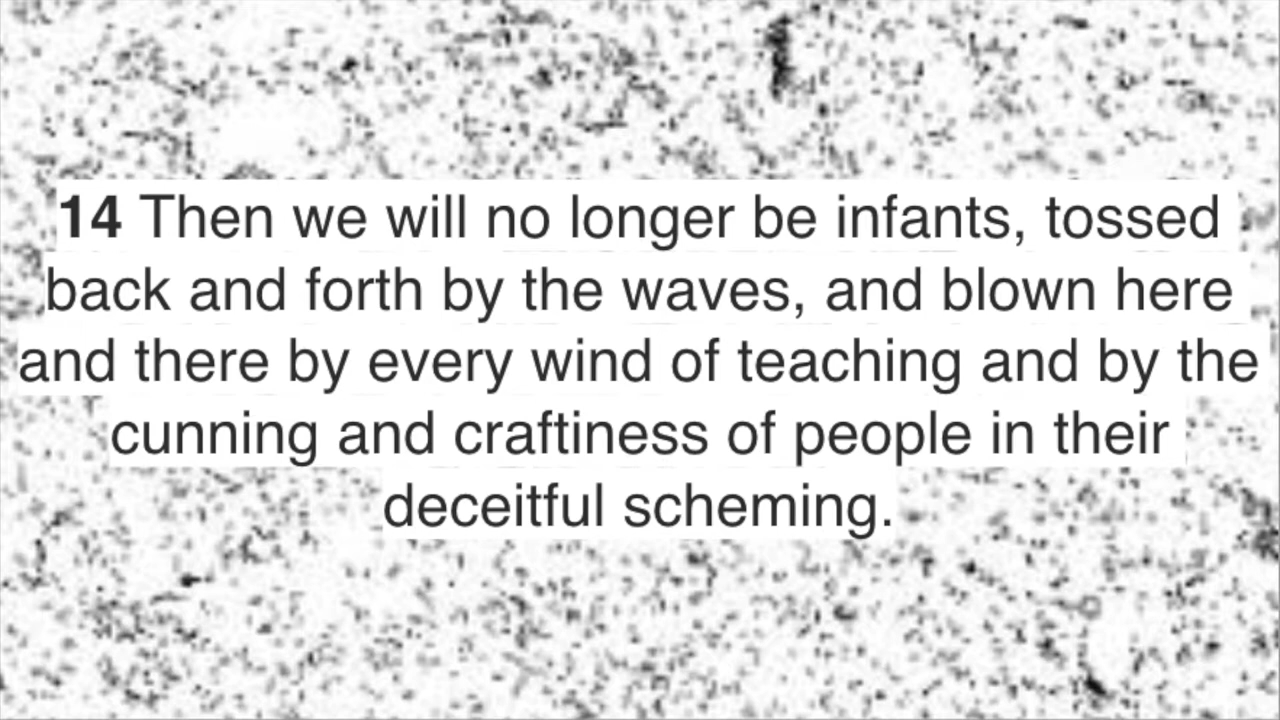 14 Then we will no longer be infants, tossed
back and forth by the waves, and blown here
and there by every wind of teaching and by the
cunning and craftiness of people in their
deceitful scheming.